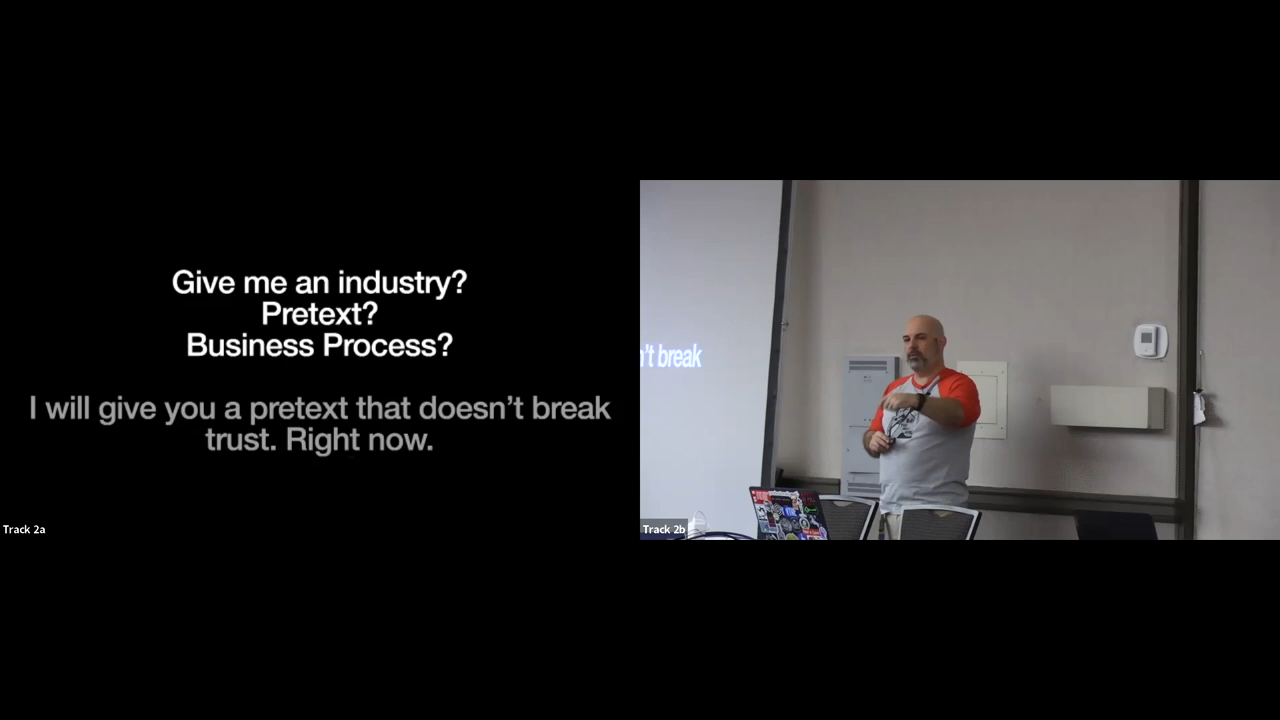 Give me an industry?
Pretext?
Business Process?
I will give you a pretext that doesn't break
trust. Right now.
Track 2a
n't break
Track 2b